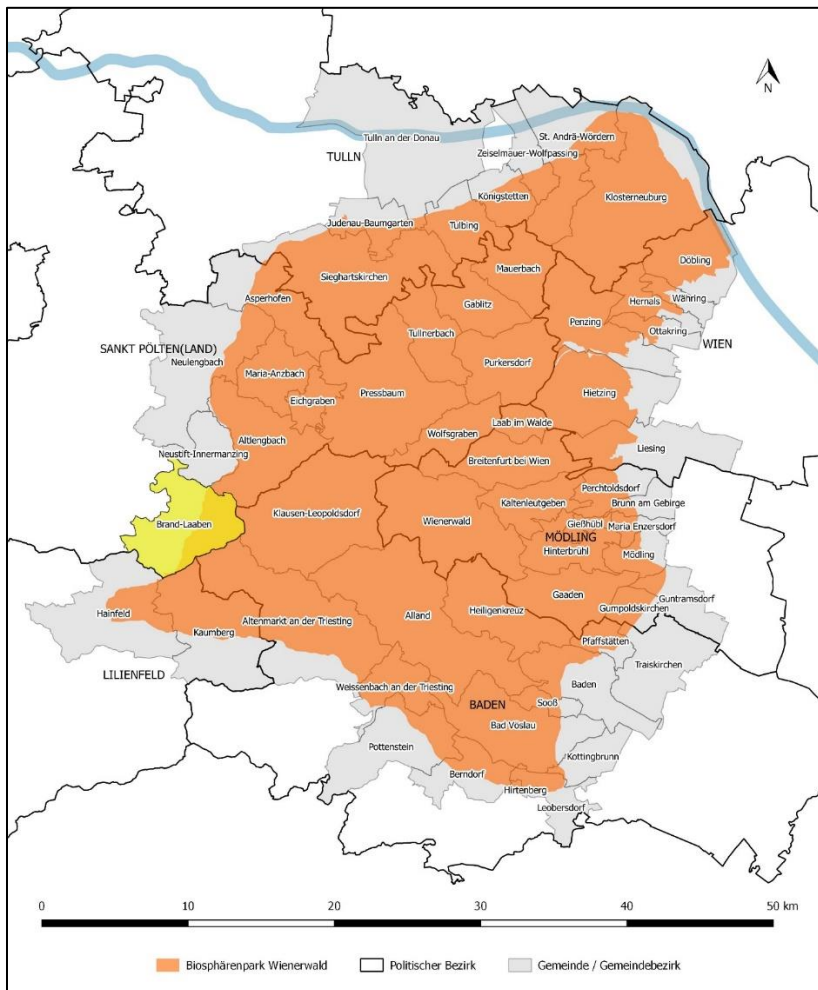 N
Tulln an der Donau
St. Andrä-Wördern
Zeiselmauer-Wolfpassing
TULLN
Königstetten
Klosterneuburg
Judenau-Baumgarten
Tulbing
Döbling
Mauerbach
Sieghartskirchen
Asperhofen
Gablitz
Hernals
Währing
Penzing
Ottakring
Tullnerbach
WIEN
SANKT PÖLTEN(LAND)
Neulengbach
Purkersdorf
Maria-Anzbach
Pressbaum
Hietzing
Eichgraben
Laab im Walde
Wolfsgraben
Altlengbach
Liesing
Neustift-Innermanzing
Breitenfurt bei Wien
Perchtoldsdorf
Kaltenleutgeben
Brunn am Gebirge
Klausen-Leopoldsdorf
Wienerwald
Brand-Laaben
Gießhübl
Maria Enzersdorf
MÖDLING
Hinterbrühl
Mödling
Gaaden
Guntramsdorf
Hainfeld
Alland
Heiligenkreuz
Gumpoldskirchen
Altenmarkt an der Triesting
Kaumberg
Pfaffstätten
Traiskirchen
LILIENFELD
Weissenbach an der Triesting
Baden
BADEN
Sooß
Bad Vöslau
Pottenstein
Kottingbrunn
Berndorf
Hirtenberg
Leobersdorf
0 10 20 30 40 50 km
Biosphärenpark Wienerwald Politischer Bezirk Gemeinde / Gemeindebezirk